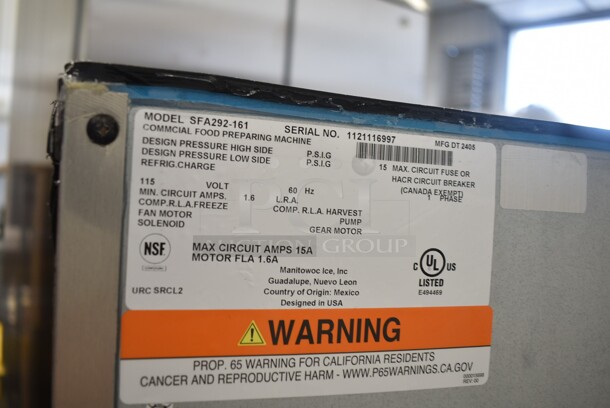 MODEL SFA292-161 SERIAL NO. 1121116997 MFG DT 2405
COMMCIAL FOOD PREPARING MACHINE
DESIGN PRESSURE HIGH SIDE P.S.I.G 15 MAX. CIRCUIT FUSE OR
DESIGN PRESSURE LOW SIDE P.S.I.G HACR CIRCUIT BREAKER
REFRIG.CHARGE (CANADA EXEMPT)
115 VOLT 60 Hz 1 PHASE
MIN. CIRCUIT AMPS. 1.6 L.R.A.
COMP.R.L.A.FREEZE COMP. R.L.A. HARVEST
FAN MOTOR PUMP
SOLENOID GEAR MOTOR
NSF
MAX CIRCUIT AMPS 15A
MOTOR FLA 1.6A
Manitowoc Ice, Inc
Guadalupe, Nuevo Leon
Country of Origin: Mexico
Designed in USA
URC SRCL2
C UL US
LISTED
E494469
WARNING
PROP. 65 WARNING FOR CALIFORNIA RESIDENTS
CANCER AND REPRODUCTIVE HARM - WWW.P65WARNINGS.CA.GOV